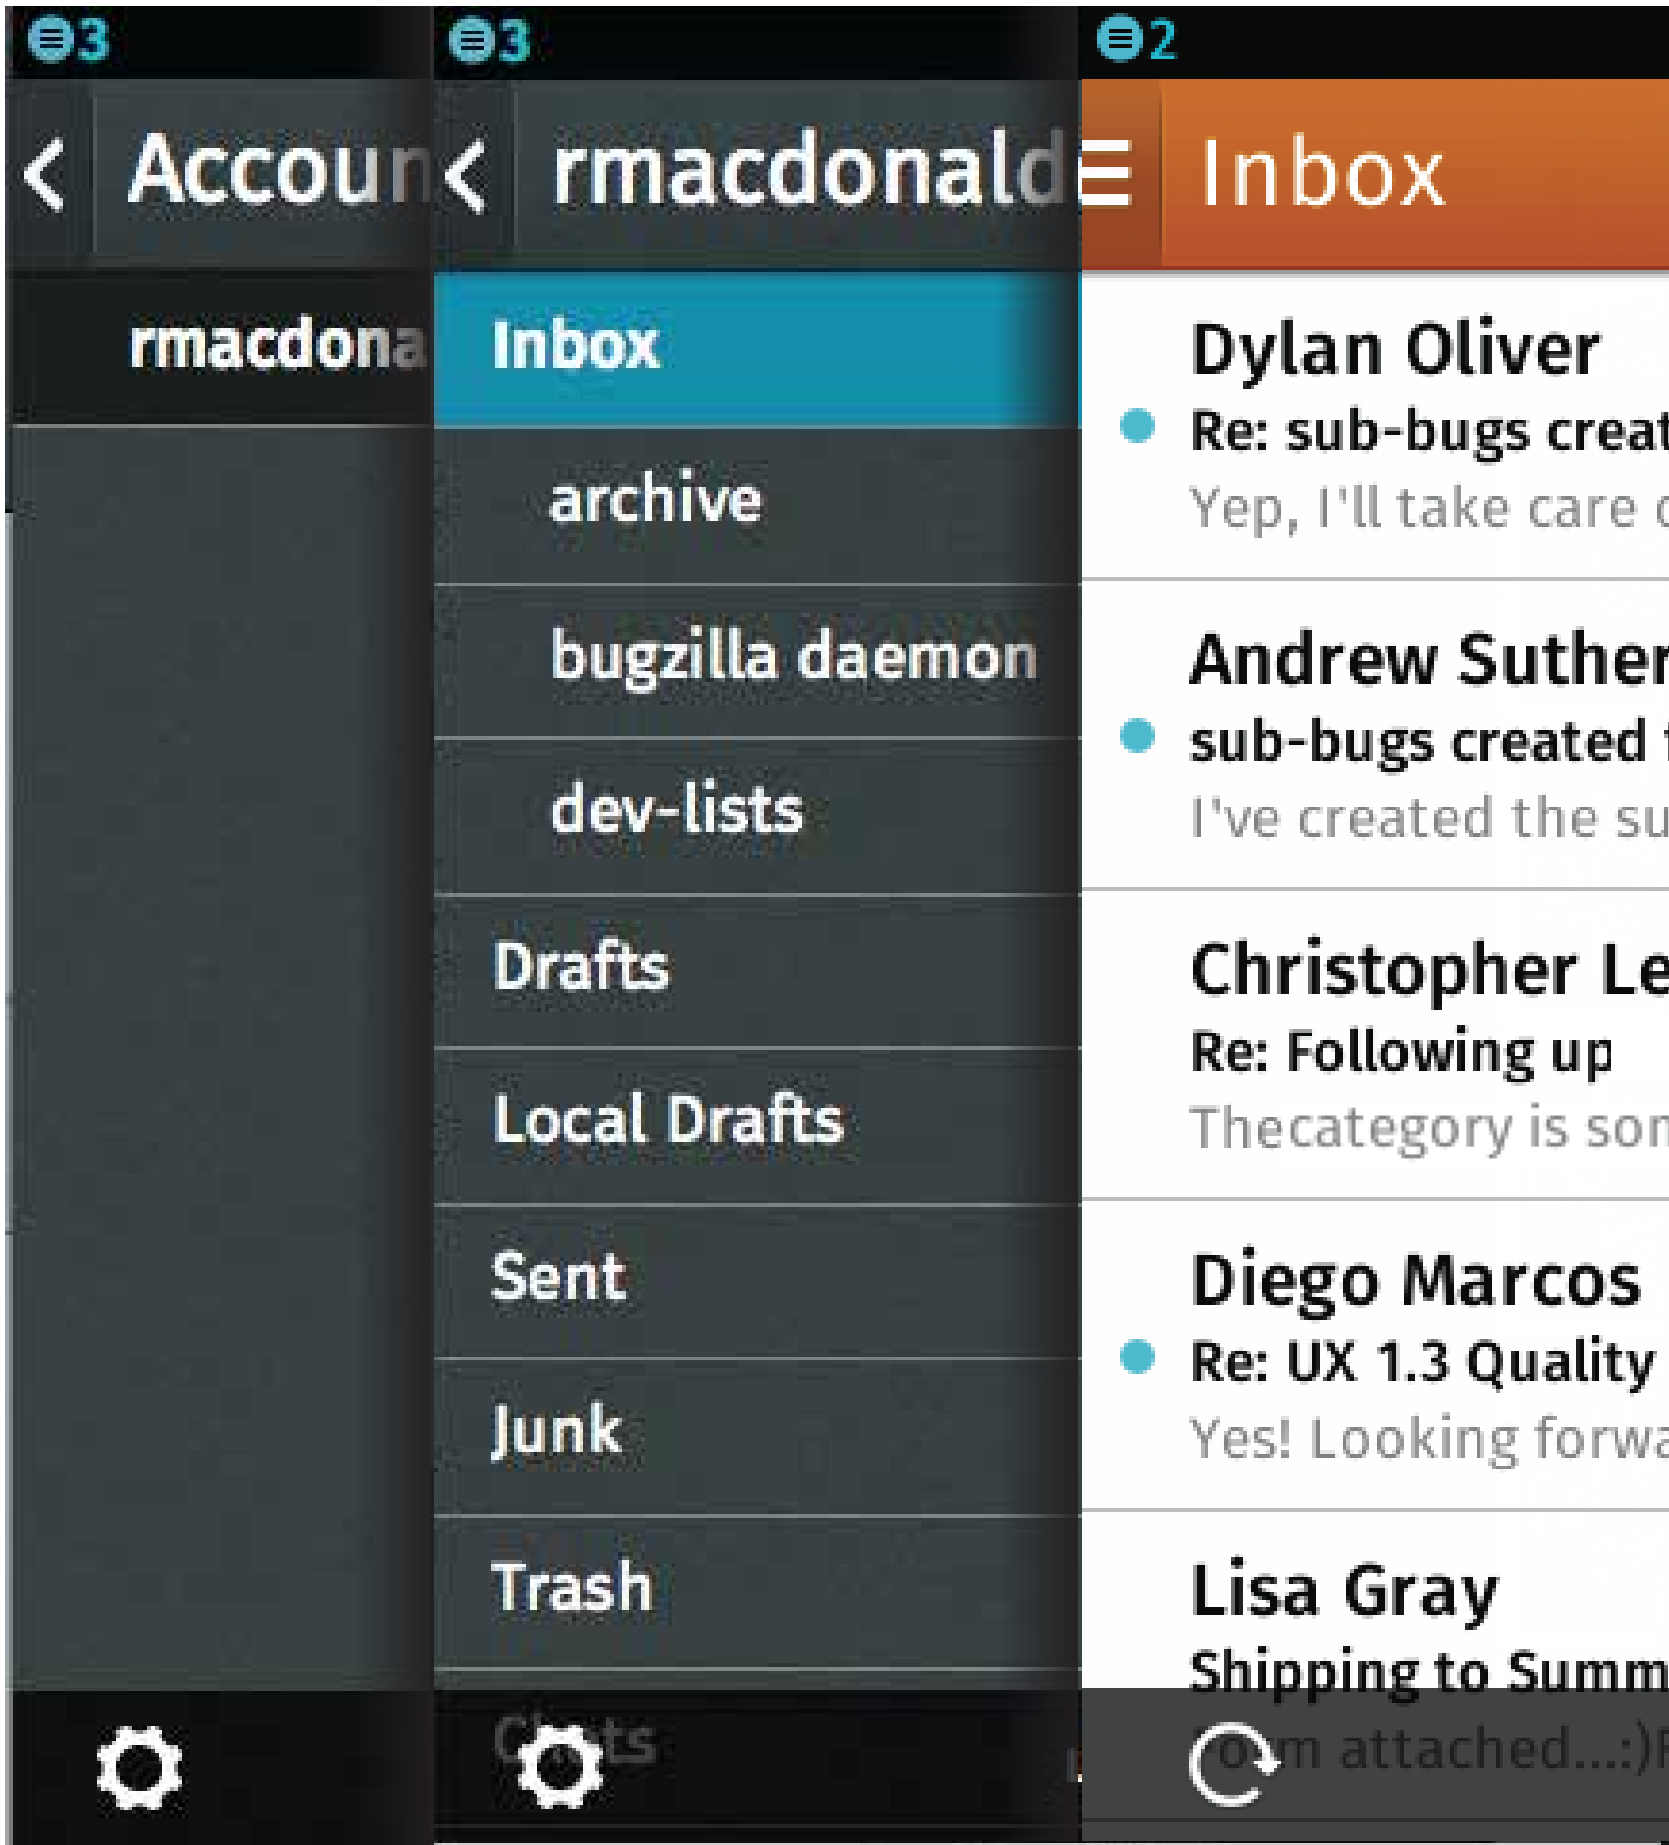 3
Accoun
rmacdona
3
rmacdonald
Inbox
archive
bugzilla daemon
dev-lists
Drafts
Local Drafts
Sent
Junk
Trash
2
Inbox
Dylan Oliver
Re: sub-bugs creat
Yep, I'll take care
Andrew Suther
sub-bugs created
I've created the su
Christopher Le
Re: Following up
Thecategory is som
Diego Marcos
Re: UX 1.3 Quality
Yes! Looking forwa
Lisa Gray
Shipping to Summ
attached...:)